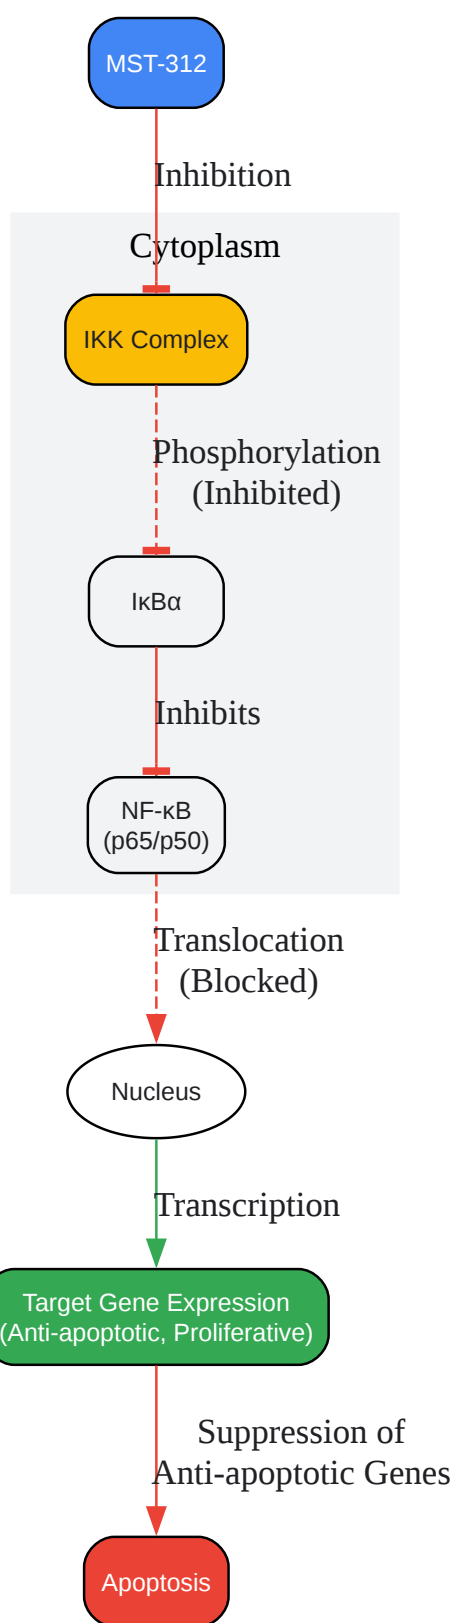 MST-312
Inhibition
Cytoplasm
IKK Complex
Phosphorylation
(Inhibited)
IκBα
Inhibits
NF-κB
(p65/p50)
Translocation
(Blocked)
Nucleus
Transcription
Target Gene Expression
(Anti-apoptotic, Proliferative)
Suppression of
Anti-apoptotic Genes
Apoptosis